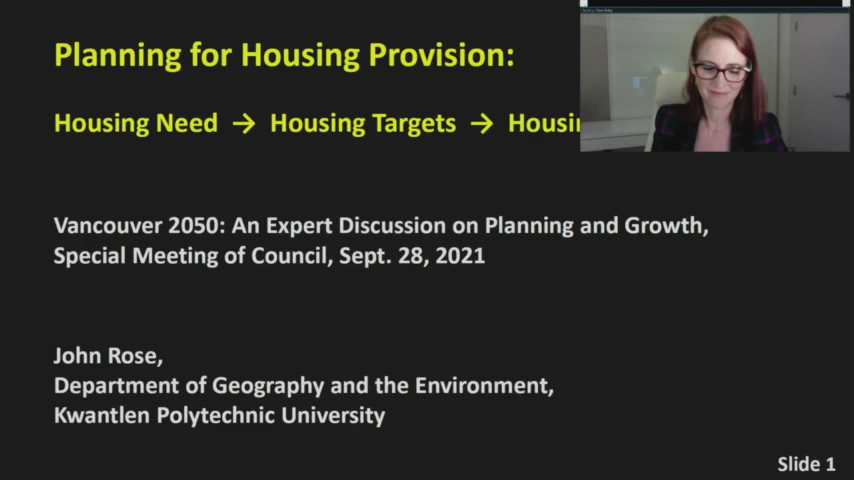 Planning for Housing Provision:
Housing Need → Housing Targets →
Vancouver 2050: An Expert Discussion on Planning and Growth,
Special Meeting of Council, Sept. 28, 2021
John Rose,
Department of Geography and the Environment,
Kwantlen Polytechnic University
Slide 1